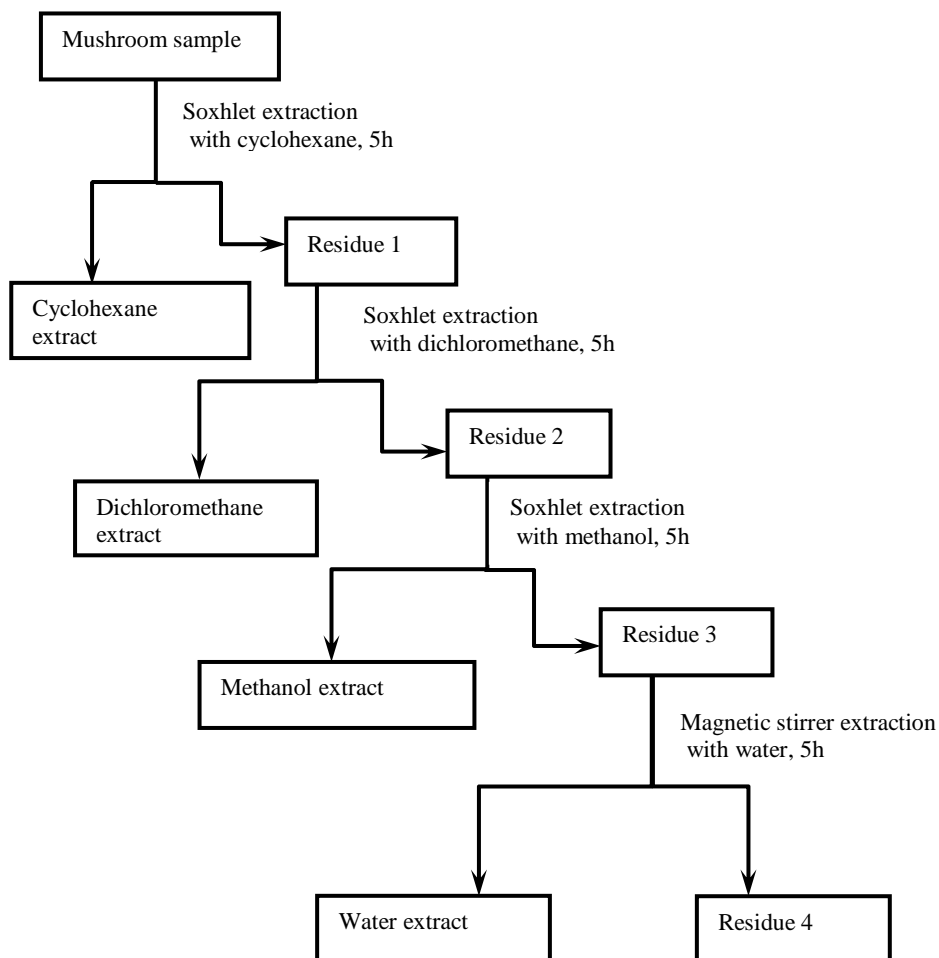 Mushroom sample
Soxhlet extraction
with cyclohexane, 5h
Residue 1
Cyclohexane
extract
Soxhlet extraction
with dichloromethane, 5h
Residue 2
Dichloromethane
extract
Soxhlet extraction
with methanol, 5h
Residue 3
Methanol extract
Magnetic stirrer extraction
with water, 5h
Water extract
Residue 4